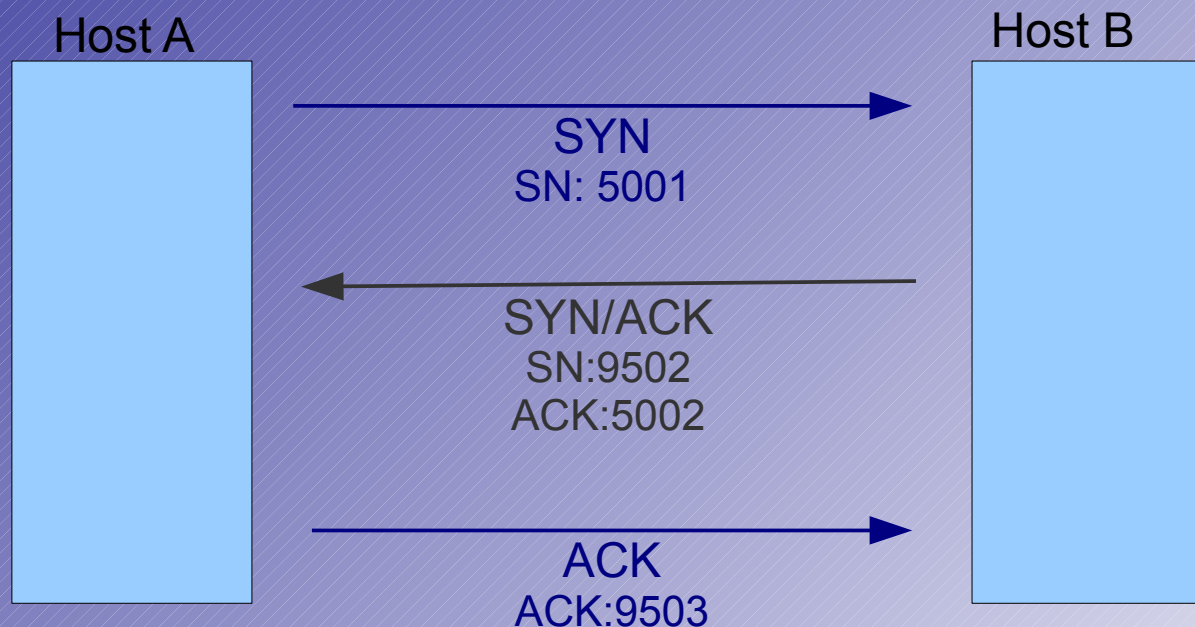 Host A
Host B
SYN
SN: 5001
SYN/ACK
SN:9502
ACK:5002
ACK
ACK:9503